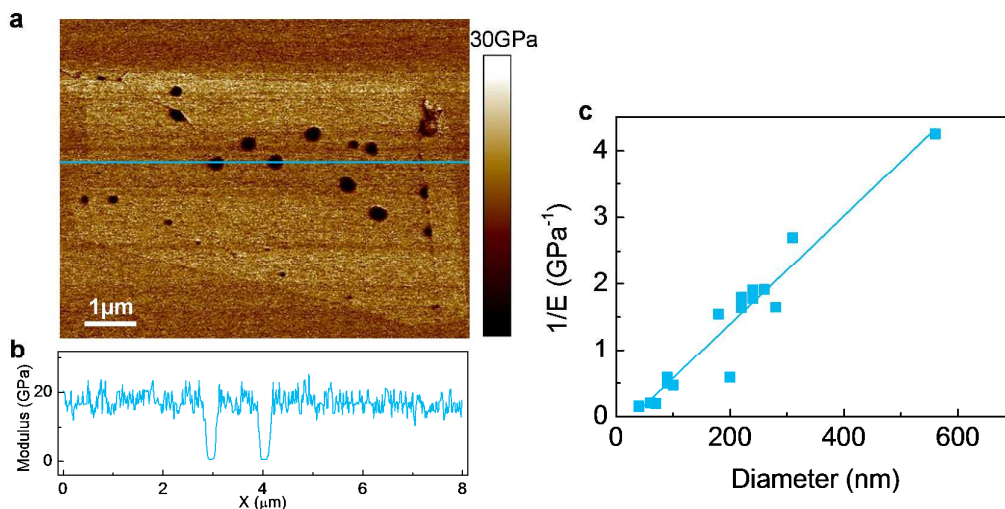 a
30GPa
1μm
b
Modulus (GPa)
20
0
0
2
4
6
8
X (μm)
c
1/E (GPa⁻¹)
4
3
2
1
0
0
200
400
600
Diameter (nm)